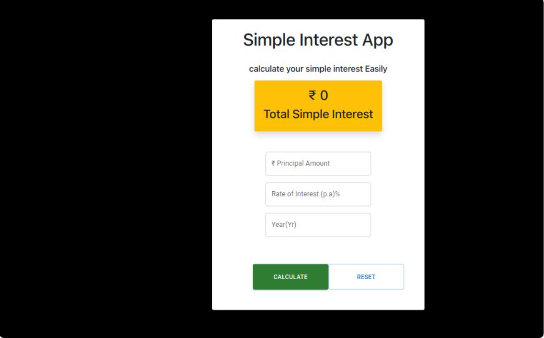 Simple Interest App
calculate your simple interest Easily
₹ 0
Total Simple Interest
₹ Principal Amount
Rate of Interest (p.a)%
Year(Yr)
CALCULATE RESET